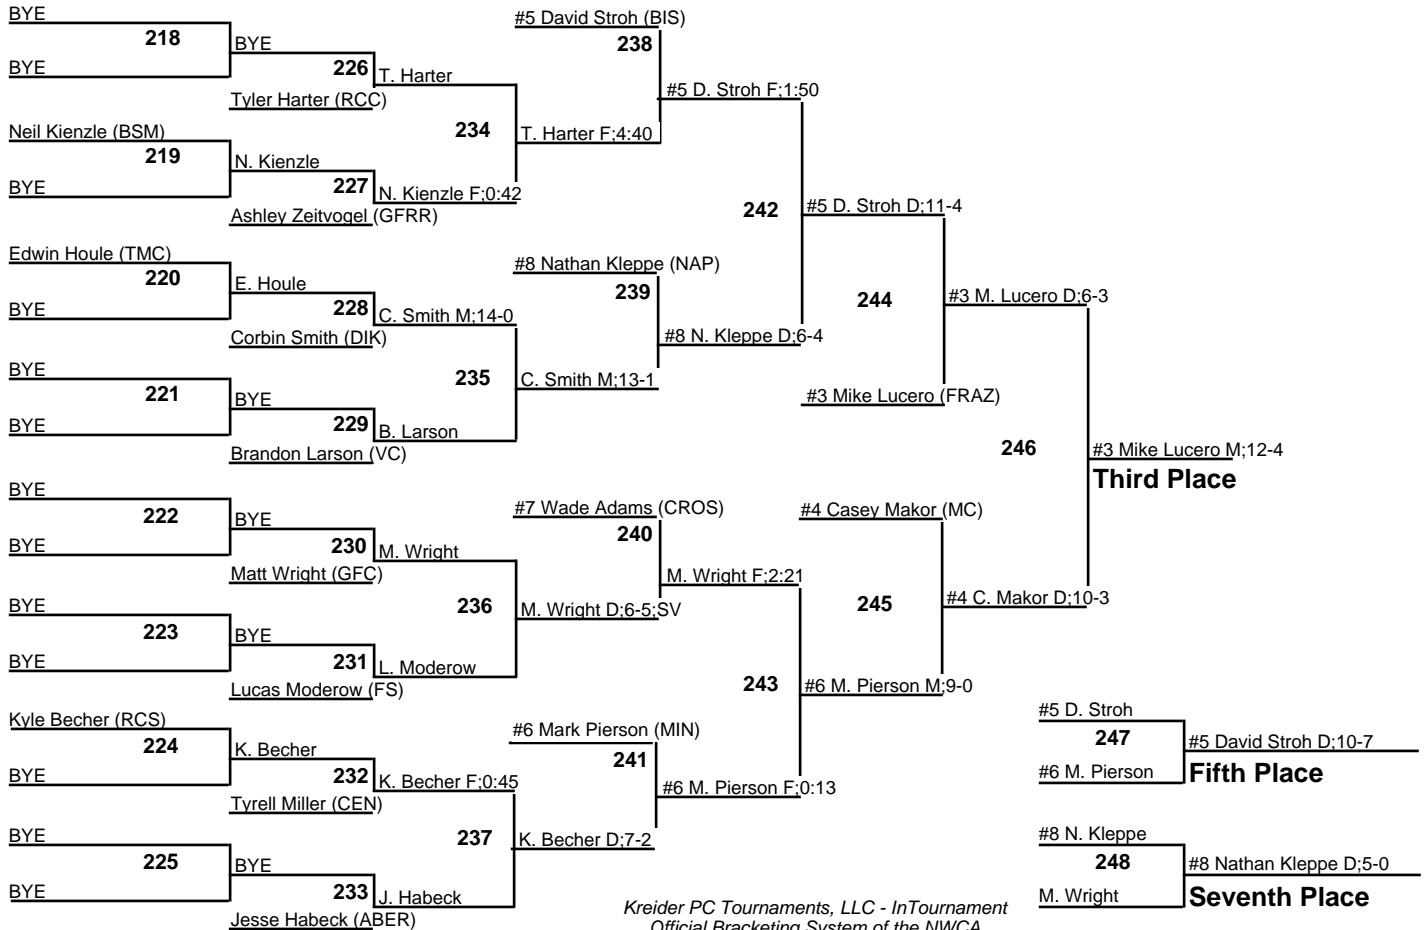 BYE
218
BYE
BYE
226
T. Harter
Tyler Harter (RCC)
Neil Kienzle (BSM)
219
BYE
N. Kienzle
227
N. Kienzle F;0:42
Ashley Zeitvogel (GFRR)
234
T. Harter F;4:40
#5 David Stroh (BIS)
238
#5 D. Stroh F;1:50
Edwin Houle (TMC)
220
BYE
E. Houle
228
C. Smith M;14-0
Corbin Smith (DIK)
BYE
221
BYE
BYE
229
B. Larson
Brandon Larson (VC)
235
C. Smith M;13-1
#8 Nathan Kleppe (NAP)
239
#8 N. Kleppe D;6-4
242
#5 D. Stroh D;11-4
244
#3 Mike Lucero (FRAZ)
#3 M. Lucero D;6-3
BYE
222
BYE
BYE
230
M. Wright
Matt Wright (GFC)
BYE
223
BYE
BYE
231
L. Moderow
Lucas Moderow (FS)
236
M. Wright D;6-5;SV
#7 Wade Adams (CROS)
240
M. Wright F;2:21
Kyle Becher (RCS)
224
BYE
K. Becher
232
K. Becher F;0:45
Tyrell Miller (CEN)
BYE
225
BYE
BYE
233
J. Habeck
Jesse Habeck (ABER)
237
K. Becher D;7-2
#6 Mark Pierson (MIN)
241
#6 M. Pierson F;0:13
243
#6 M. Pierson M;9-0
#4 Casey Makor (MC)
245
#4 C. Makor D;10-3
246
#3 Mike Lucero M;12-4
Third Place
#5 D. Stroh
247
#6 M. Pierson
#5 David Stroh D;10-7
Fifth Place
#8 N. Kleppe
248
M. Wright
#8 Nathan Kleppe D;5-0
Seventh Place
Kreider PC Tournaments, LLC - InTournament
Official Bracketing System of the NWCA